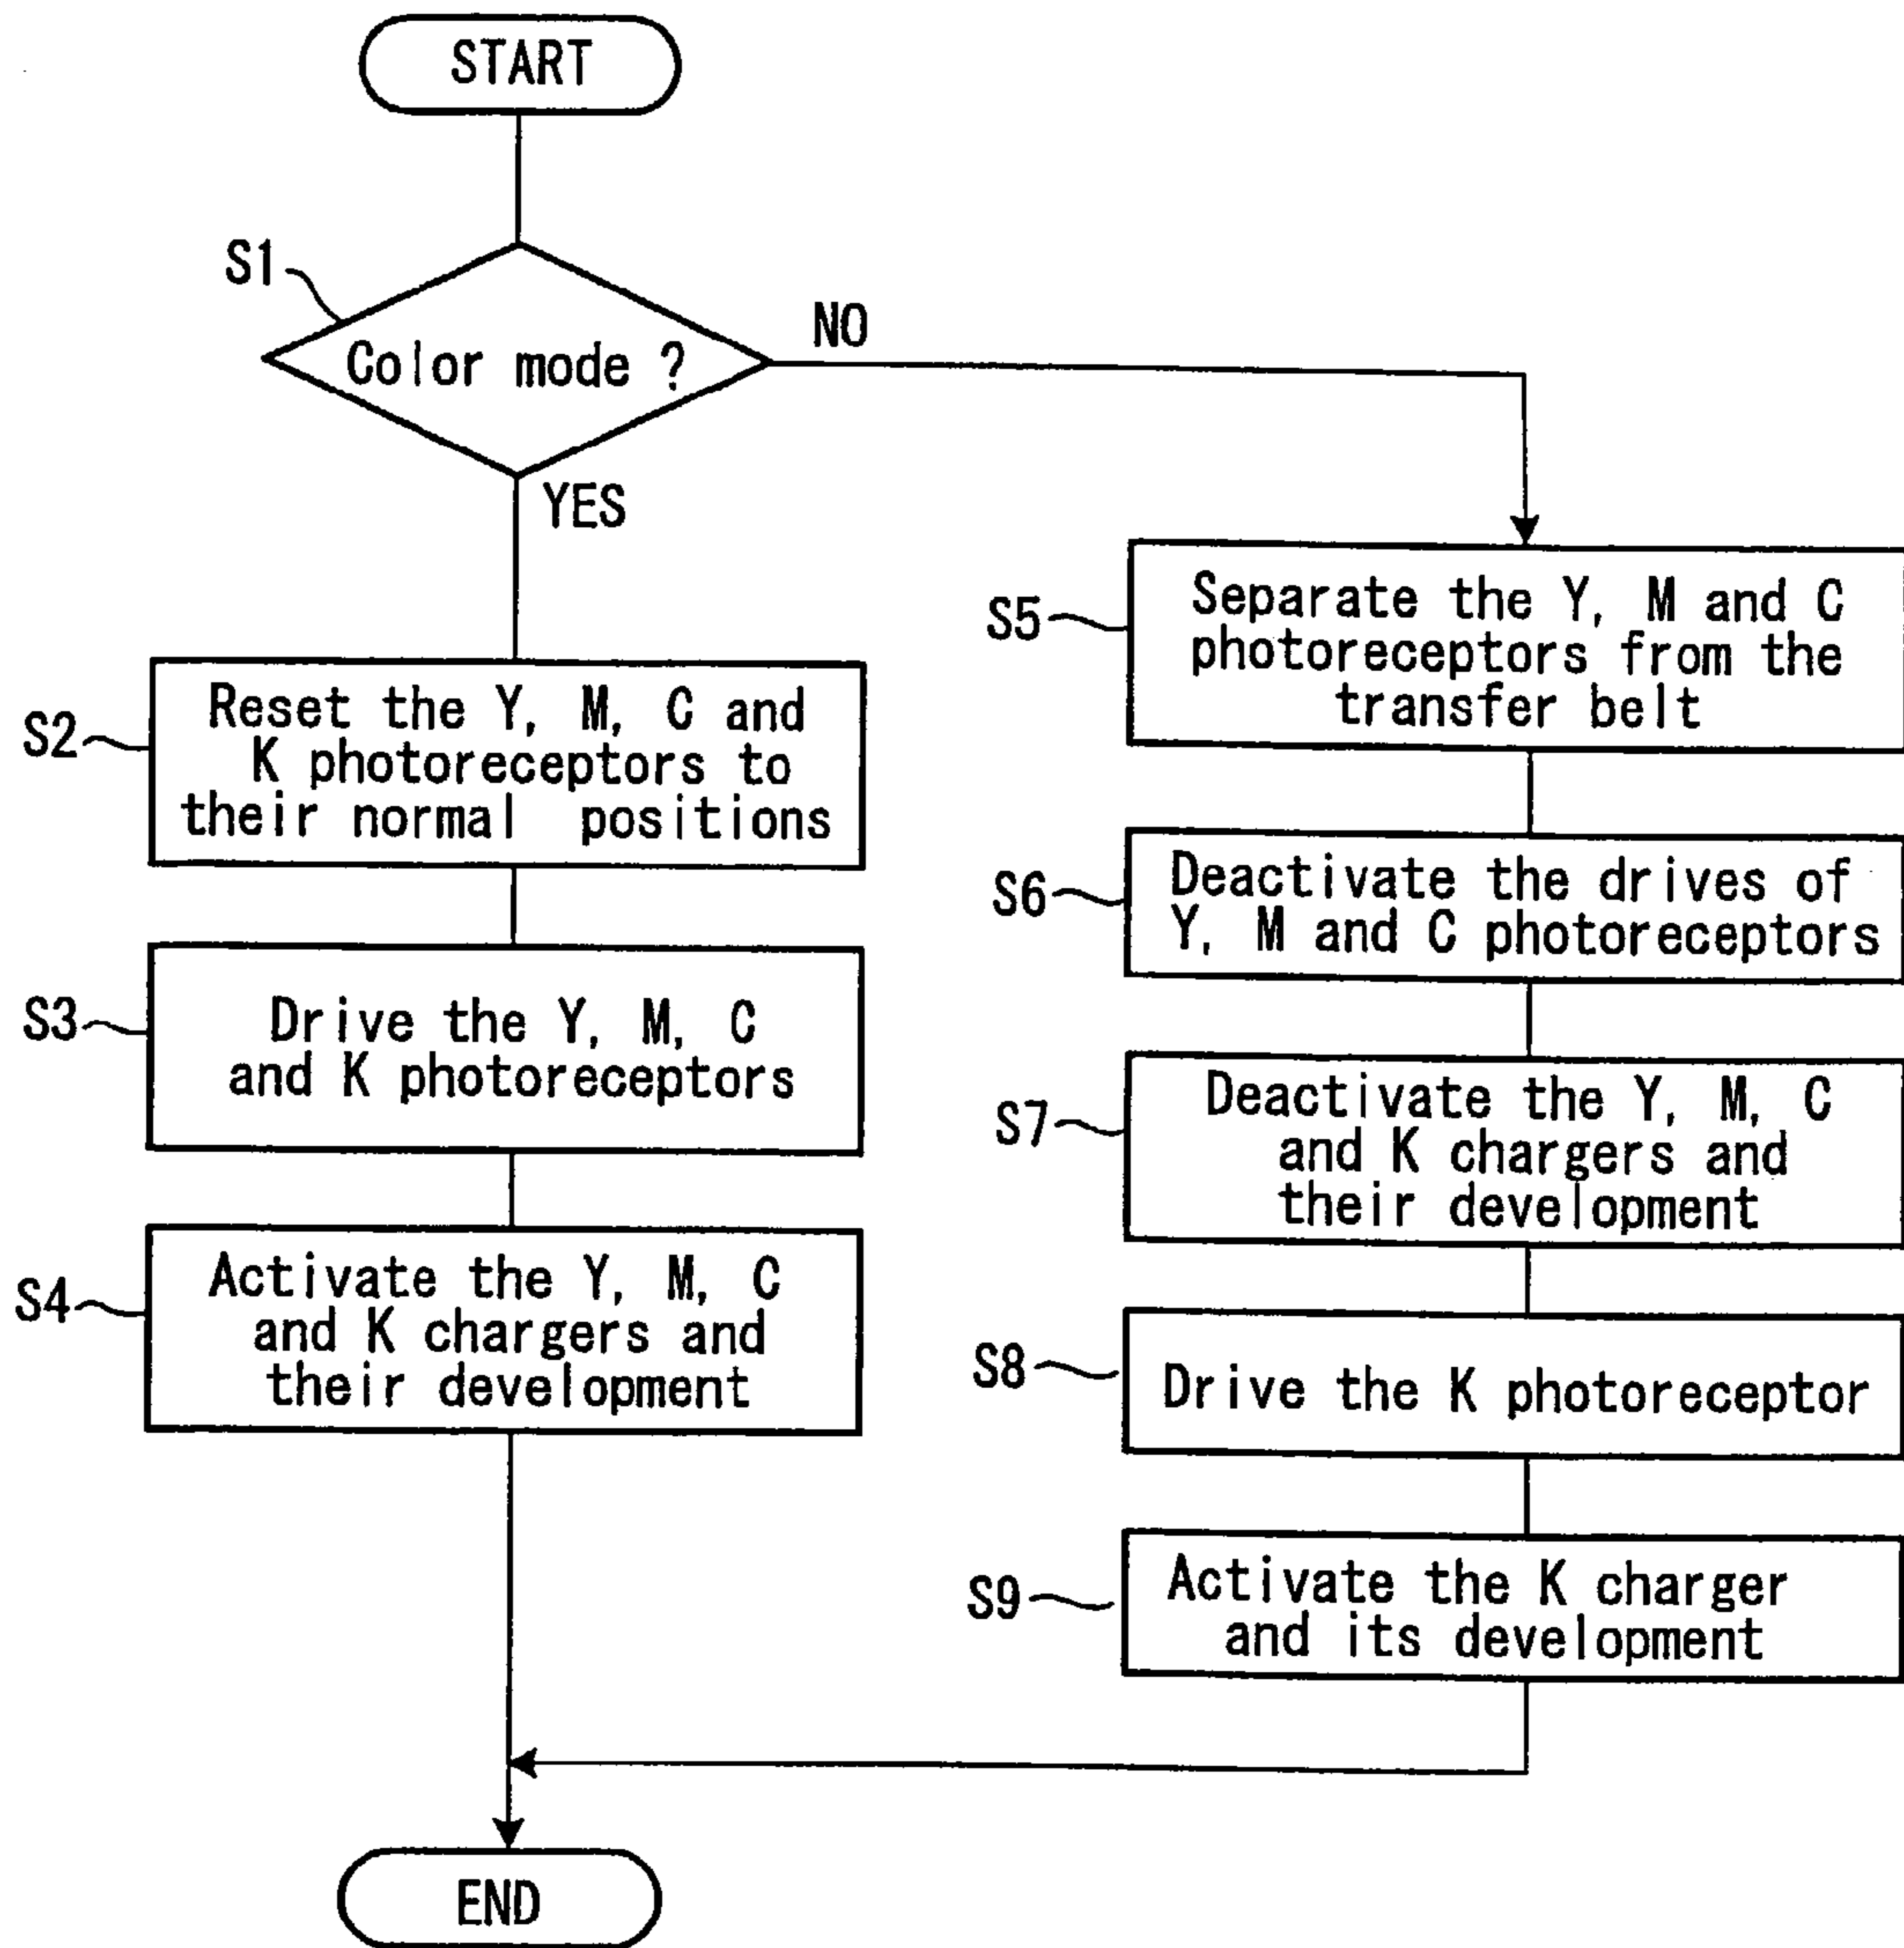 START
S1
Color mode ?
NO
YES
S2
Reset the Y, M, C and
K photoreceptors to
their normal positions
S3
Drive the Y, M, C
and K photoreceptors
S4
Activate the Y, M, C
and K chargers and
their development
S5
Separate the Y, M and C
photoreceptors from the
transfer belt
S6
Deactivate the drives of
Y, M and C photoreceptors
S7
Deactivate the Y, M, C
and K chargers and
their development
S8
Drive the K photoreceptor
S9
Activate the K charger
and its development
END